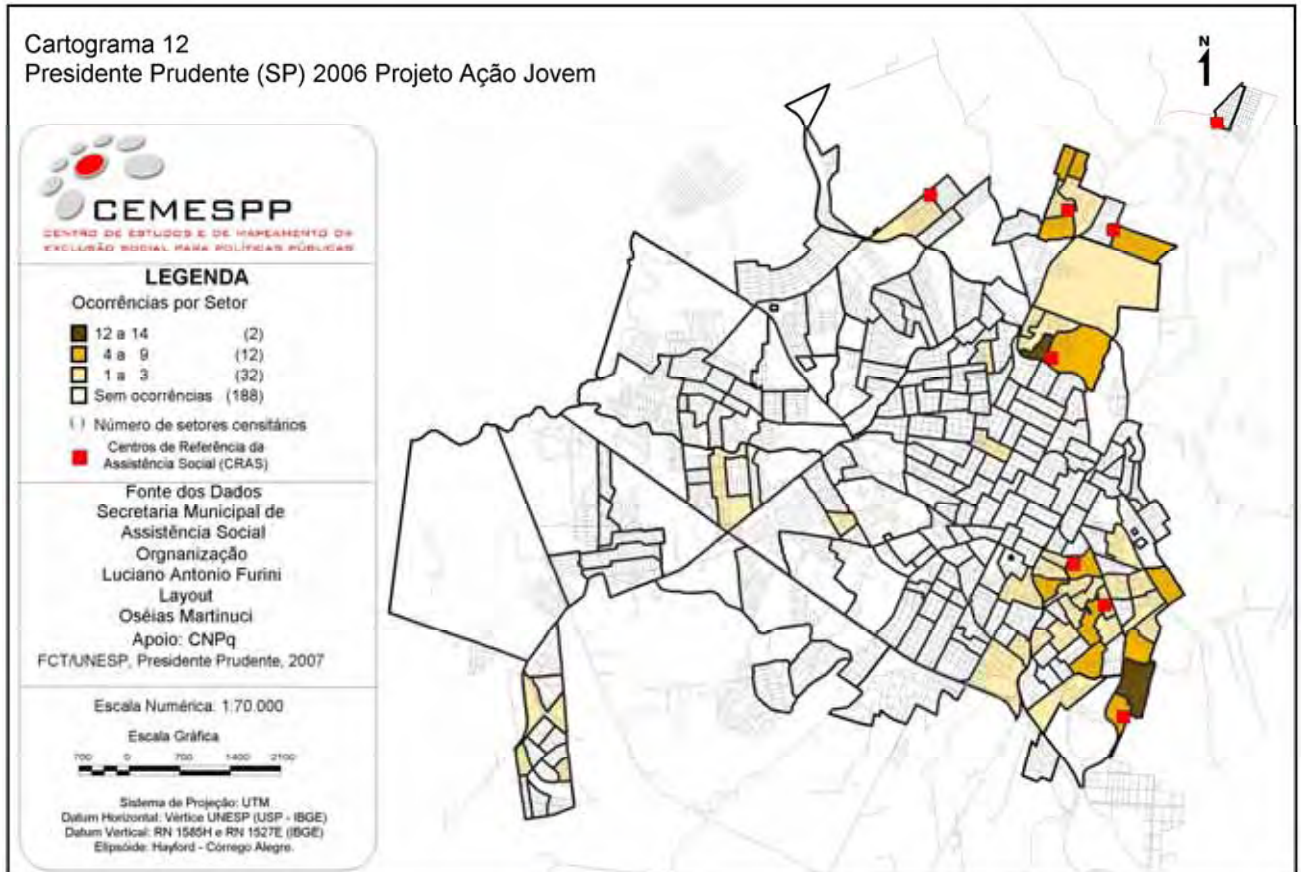 Cartograma 12
Presidente Prudente (SP) 2006 Projeto Ação Jovem
N
CEMESPP
CENTRO DE ESTUDOS E DE MAPEAMENTO DA
EXCLUSÃO SOCIAL PARA POLÍTICAS PÚBLICAS
LEGENDA
Ocorrências por Setor
12 a 14 (2)
4 a 9 (12)
1 a 3 (32)
Sem ocorrências (188)
( ) Número de setores censitários
Centros de Referência da
Assistência Social (CRAS)
Fonte dos Dados
Secretaria Municipal de
Assistência Social
Orgnanização
Luciano Antonio Furini
Layout
Oséias Martinuci
Apoio: CNPq
FCT/UNESP, Presidente Prudente, 2007
Escala Numérica: 1:70.000
Escala Gráfica
700 0 700 1400 2100
Sistema de Projeção: UTM
Datum Horizontal: Vértice UNESP (USP - IBGE)
Datum Vertical: RN 1585H e RN 1527E (IBGE)
Elipsóide: Hayford - Córrego Alegre.